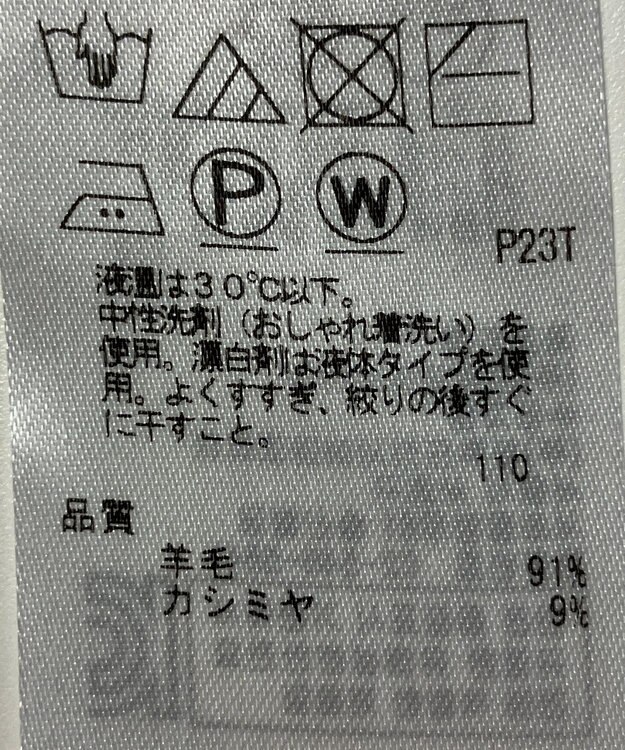 P
W
P23T
液温は30℃以下。
中性洗剤（おしゃれ着洗い）を
使用。漂白剤は液体タイプを使
用。よくすすぎ、絞りの後すぐ
に干すこと。
110
品質
羊毛 91%
カシミヤ 9%